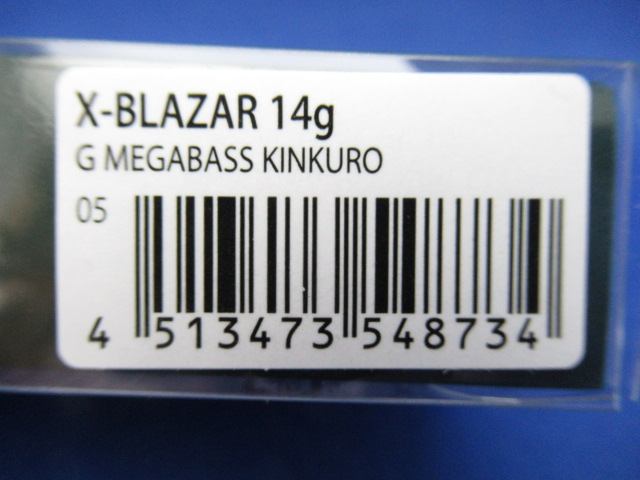 X-BLAZAR 14g
G MEGABASS KINKURO
05
4 513473 548734